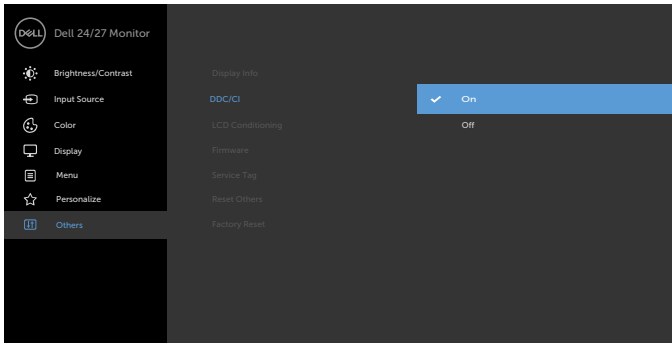 DELL
Dell 24/27 Monitor
Brightness/Contrast
Input Source
Color
Display
Menu
Personalize
Others
Display Info
DDC/CI
LCD Conditioning
Firmware
Service Tag
Reset Others
Factory Reset
On
Off